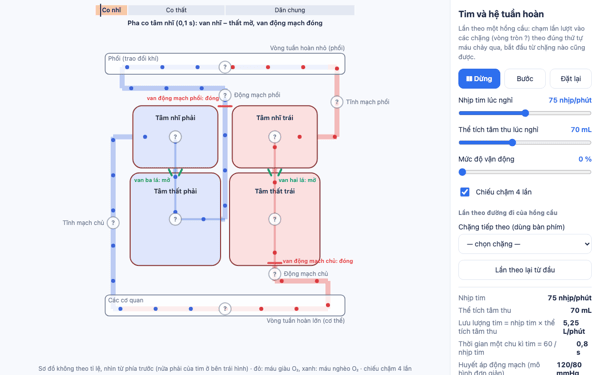 Co nhĩ
Co thất
Dãn chung
Pha co tâm nhĩ (0,1 s): van nhĩ – thất mở, van động mạch đóng
Vòng tuần hoàn nhỏ (phổi)
Phổi (trao đổi khí)
?
van động mạch phổi: đóng
?
Động mạch phổi
?
Tĩnh mạch phổi
Tâm nhĩ phải
Tâm nhĩ trái
?
?
van ba lá: mở
van hai lá: mở
Tâm thất phải
Tâm thất trái
Tĩnh mạch chủ
?
?
?
van động mạch chủ: đóng
?
Động mạch chủ
Các cơ quan
?
Vòng tuần hoàn lớn (cơ thể)
Sơ đồ không theo tỉ lệ, nhìn từ phía trước (nửa phải của tim ở bên trái hình) · đỏ: máu giàu O₂, xanh: máu nghèo O₂ · chiếu chậm 4 lần
Tim và hệ tuần hoàn
Lần theo một hồng cầu: chạm lần lượt vào
các chặng (vòng tròn ?) theo đúng thứ tự
máu chảy qua, bắt đầu từ chặng nào cũng
được.
Dừng
Bước
Đặt lại
Nhịp tim lúc nghỉ
75 nhịp/phút
Thể tích tâm thu lúc nghỉ
70 mL
Mức độ vận động
0 %
Chiếu chậm 4 lần
Lần theo đường đi của hồng cầu
Chặng tiếp theo (dùng bàn phím)
— chọn chặng —
Lần theo lại từ đầu
Nhịp tim
75 nhịp/phút
Thể tích tâm thu
70 mL
Lưu lượng tim = nhịp tim × thể
tích tâm thu
5,25
L/phút
Thời gian một chu kì tim = 60 /
nhịp tim
0,8
s
Huyết áp động mạch (mô
hình đơn giản)
120/80
mmHg